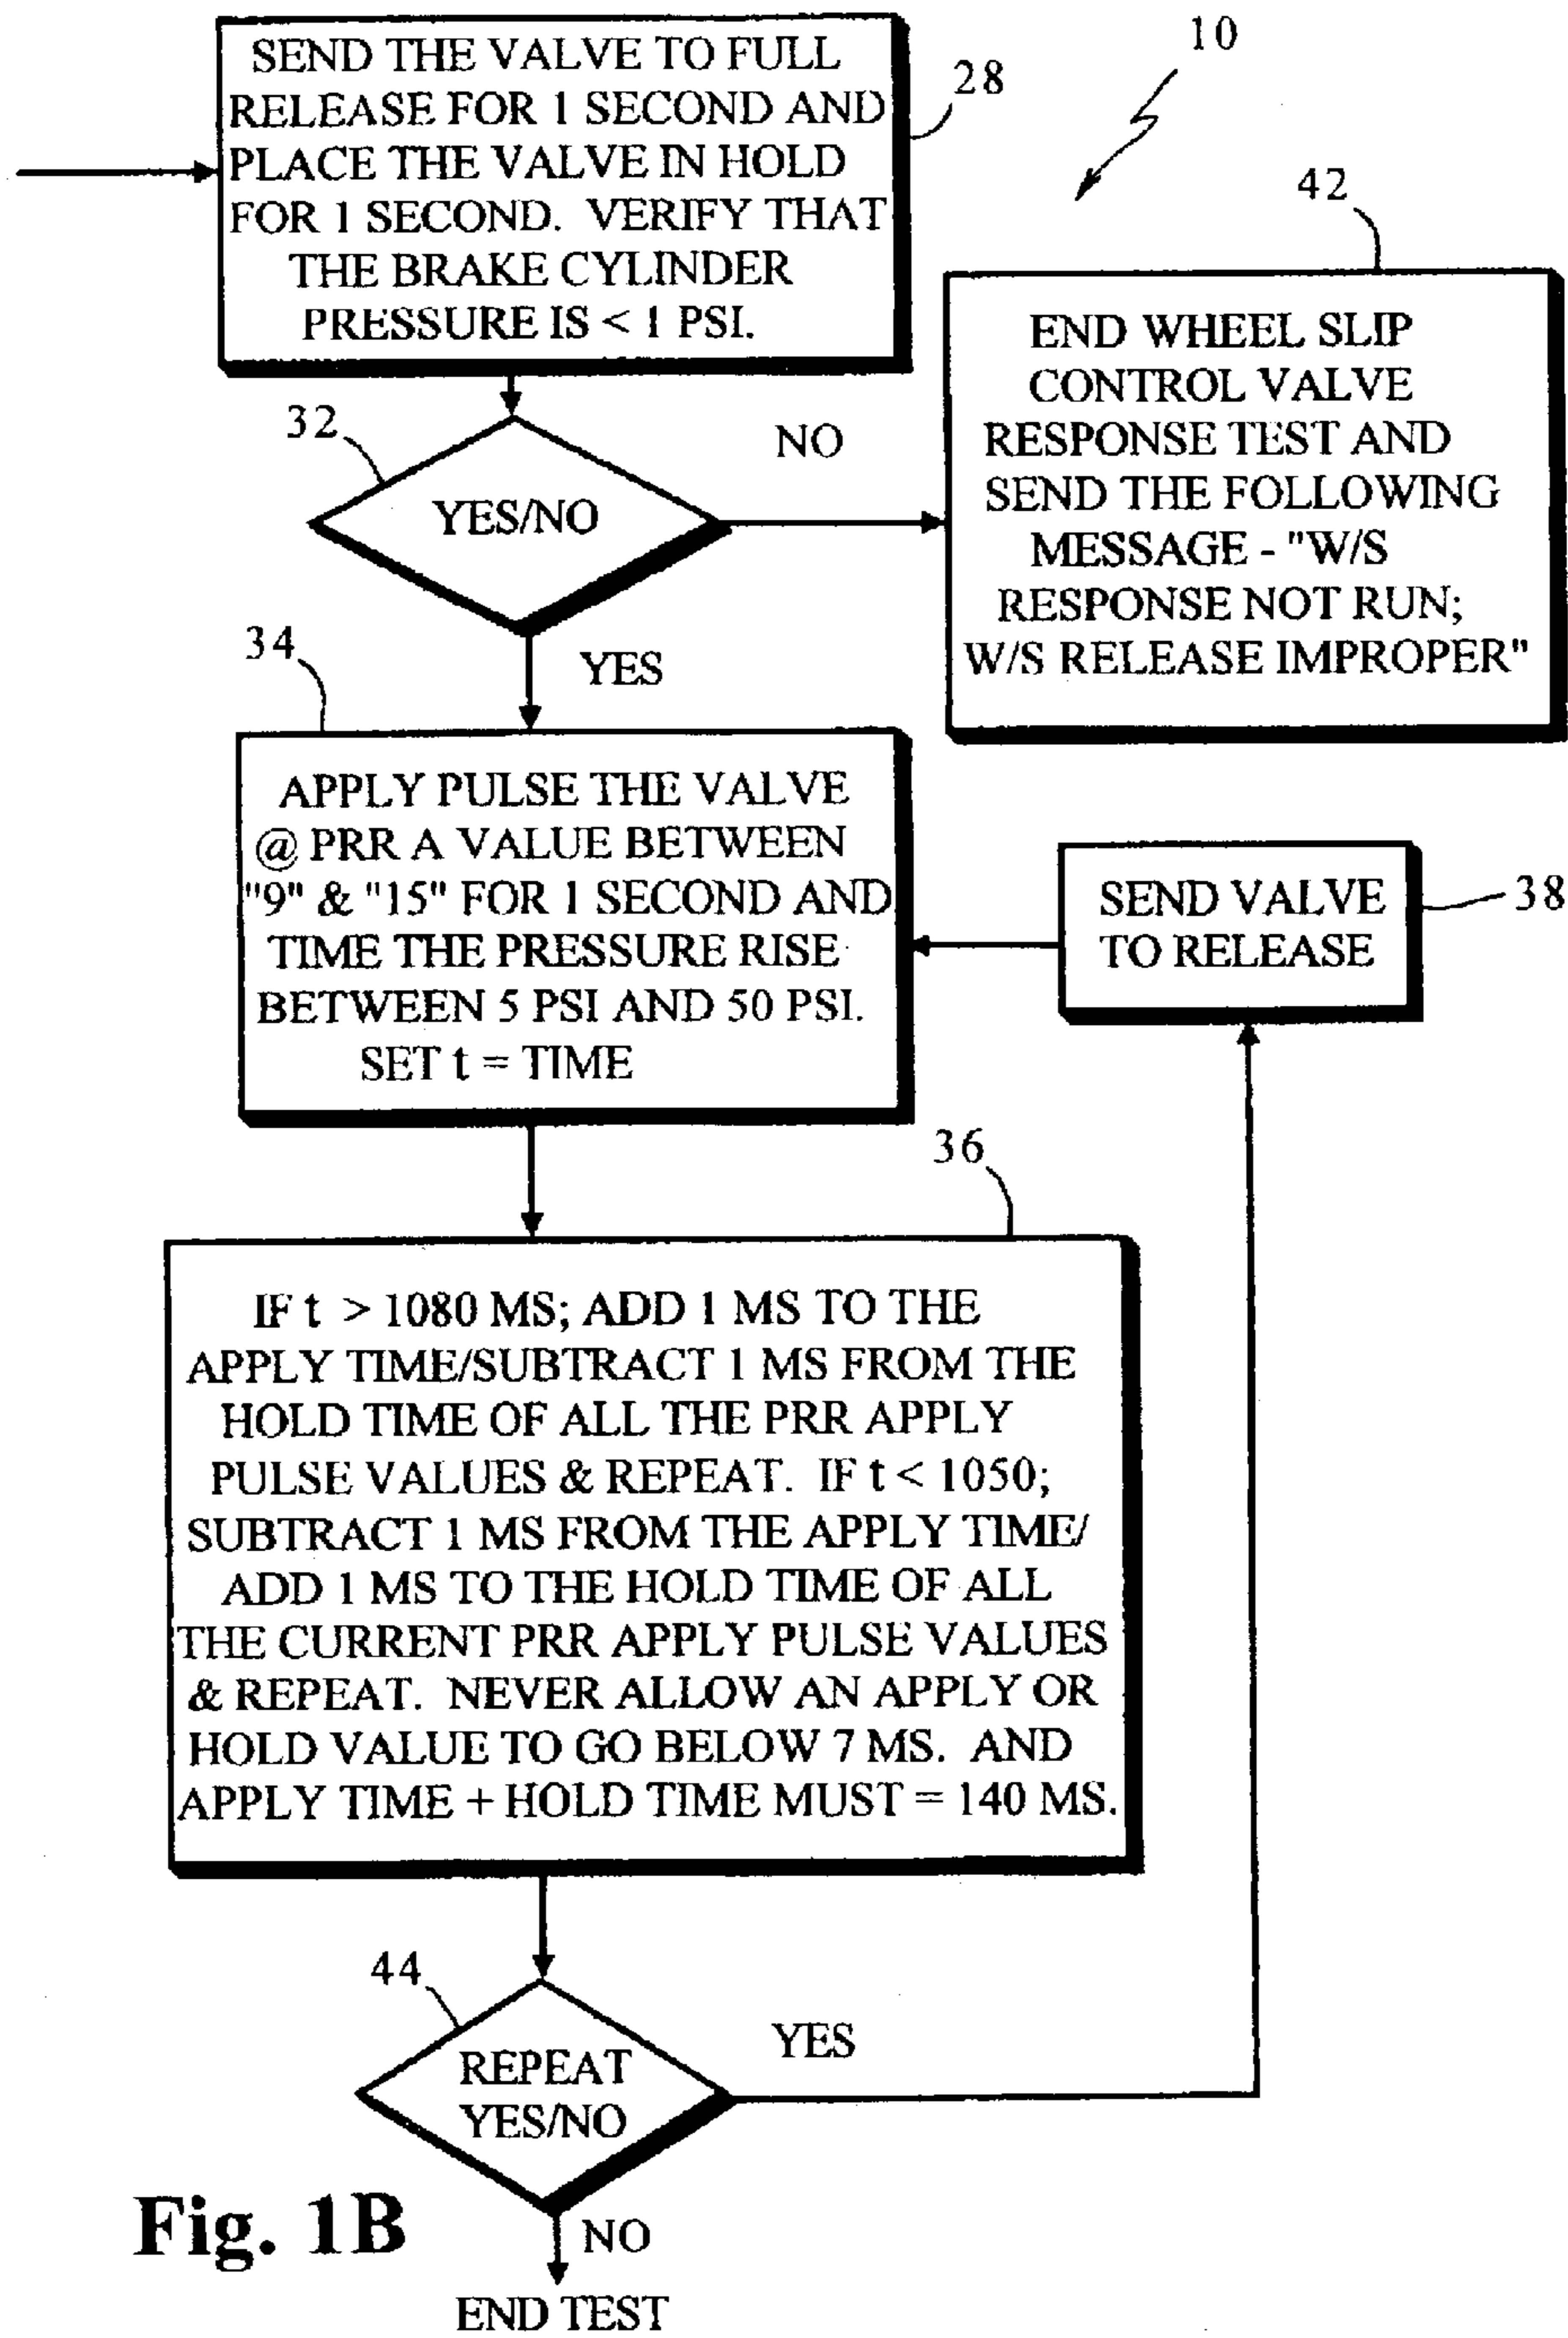 10
SEND THE VALVE TO FULL
RELEASE FOR 1 SECOND AND
PLACE THE VALVE IN HOLD
FOR 1 SECOND. VERIFY THAT
THE BRAKE CYLINDER
PRESSURE IS < 1 PSI.
28
42
END WHEEL SLIP
CONTROL VALVE
RESPONSE TEST AND
SEND THE FOLLOWING
MESSAGE - "W/S
RESPONSE NOT RUN;
W/S RELEASE IMPROPER"
32
YES/NO
NO
YES
34
APPLY PULSE THE VALVE
@ PRR A VALUE BETWEEN
"9" & "15" FOR 1 SECOND AND
TIME THE PRESSURE RISE
BETWEEN 5 PSI AND 50 PSI.
SET t = TIME
SEND VALVE
TO RELEASE
38
36
IF t > 1080 MS; ADD 1 MS TO THE
APPLY TIME/SUBTRACT 1 MS FROM THE
HOLD TIME OF ALL THE PRR APPLY
PULSE VALUES & REPEAT. IF t < 1050;
SUBTRACT 1 MS FROM THE APPLY TIME/
ADD 1 MS TO THE HOLD TIME OF ALL
THE CURRENT PRR APPLY PULSE VALUES
& REPEAT. NEVER ALLOW AN APPLY OR
HOLD VALUE TO GO BELOW 7 MS. AND
APPLY TIME + HOLD TIME MUST = 140 MS.
44
REPEAT
YES/NO
YES
NO
END TEST
Fig. 1B